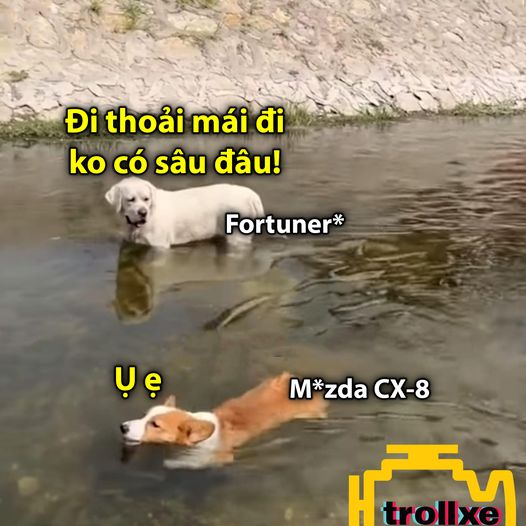 Đi thoải mái đi
ko có sâu đâu!
Fortuner*
Ụ ẹ
M*zda CX-8
trollxe